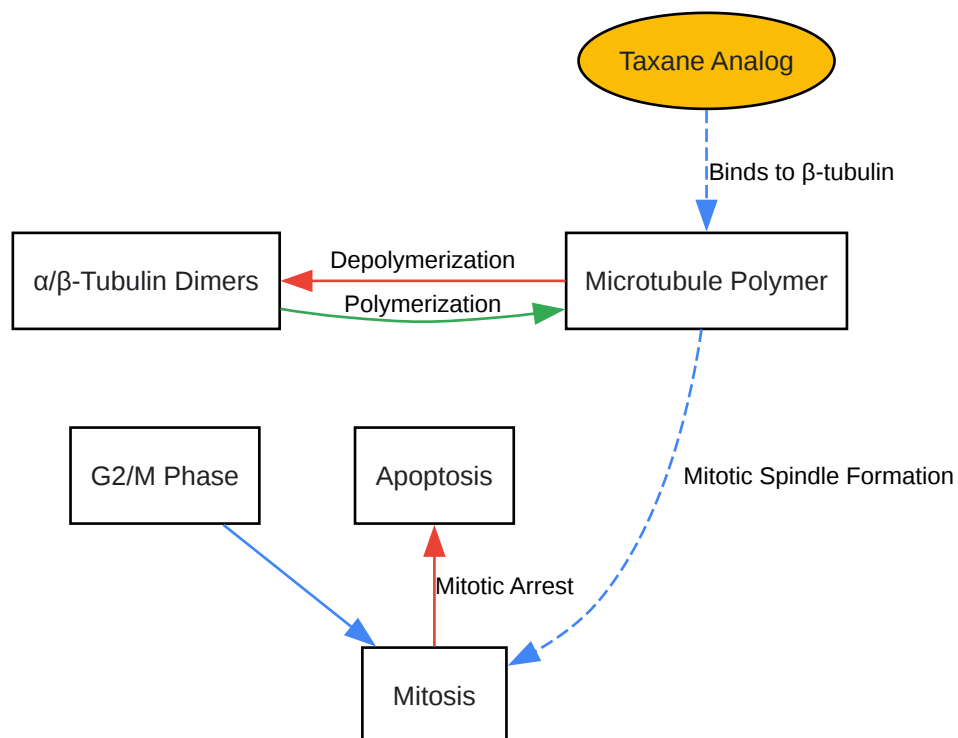 Taxane Analog
Binds to β-tubulin
Depolymerization
α/β-Tubulin Dimers
Microtubule Polymer
Polymerization
G2/M Phase
Apoptosis
Mitotic Spindle Formation
Mitotic Arrest
Mitosis